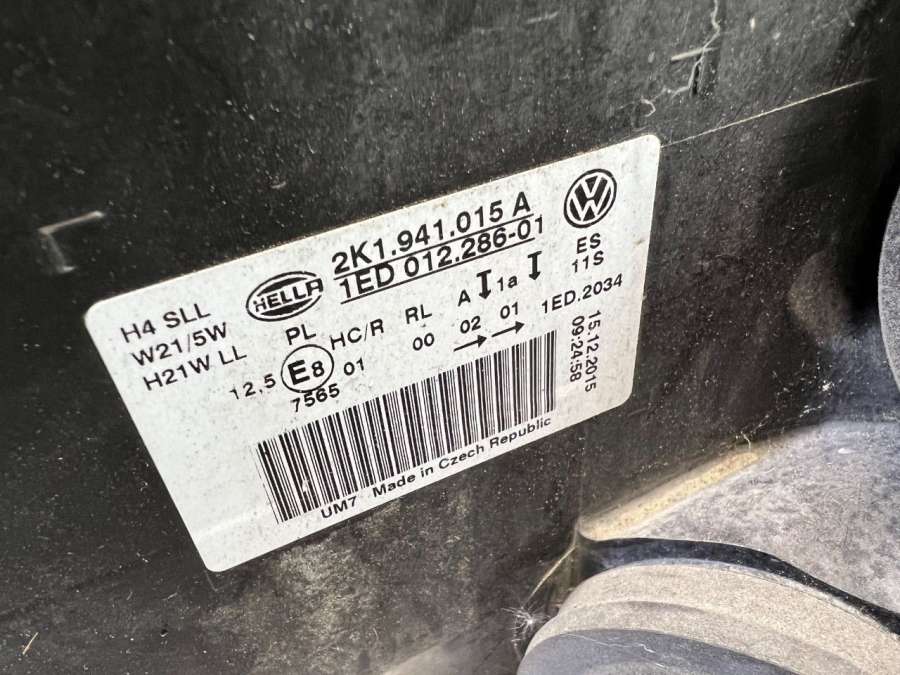 2K1.941.015 A
1ED 012.286-01
HELLA
VW
H4 SLL
W21/5W
H21W LL
PL HC/R RL A 1a
12,5 E8 01 00 02 01
7565
ES
11S
1ED.2034
15.12.2015
09:24:58
UM7 Made in Czech Republic